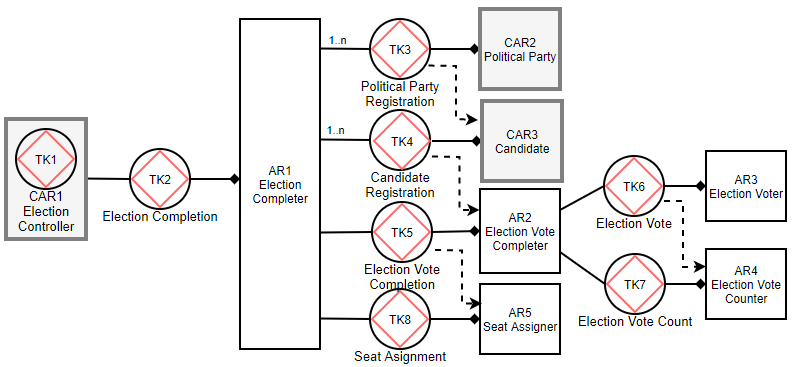 TK1
CAR1
Election
Controller
TK2
Election Completion
AR1
Election
Completer
1..n
TK3
Political Party
Registration
CAR2
Political Party
1..n
TK4
Candidate
Registration
CAR3
Candidate
TK5
Election Vote
Completion
AR2
Election Vote
Completer
TK8
Seat Asignment
AR5
Seat Assigner
TK6
Election Vote
AR3
Election Voter
TK7
Election Vote Count
AR4
Election Vote
Counter